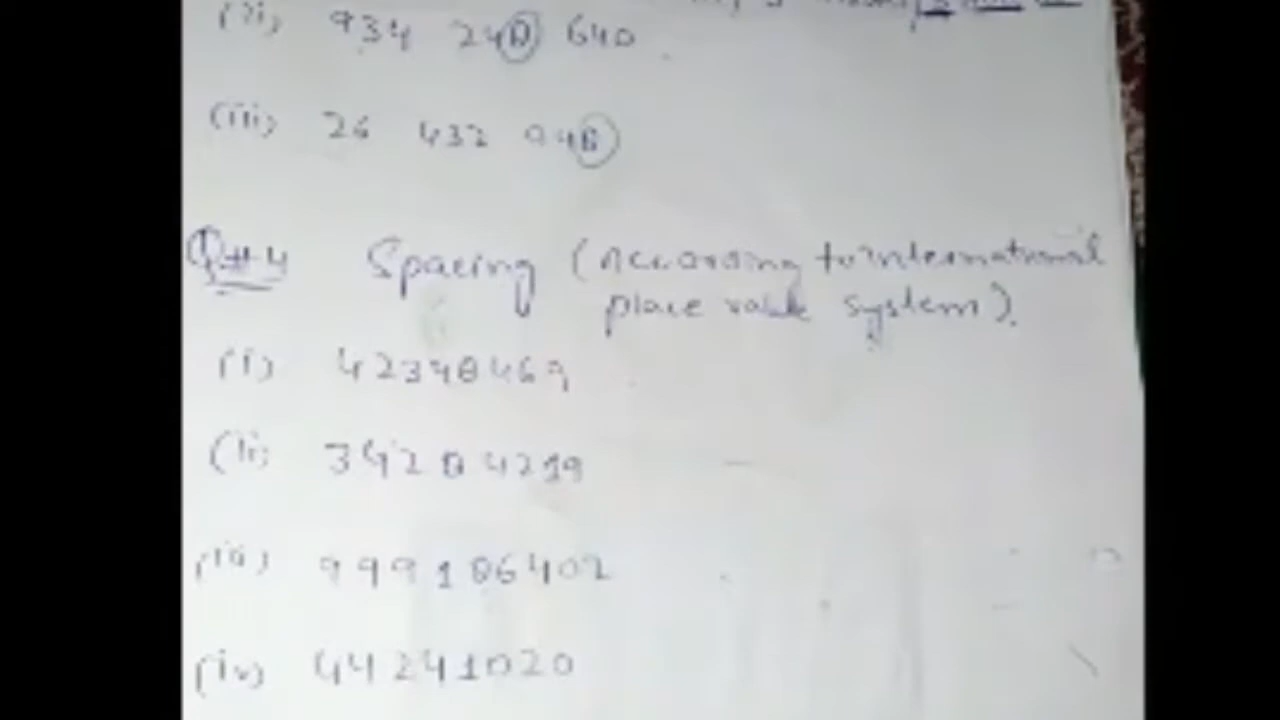 (ii) 934 248 640
(iii) 26 432 948
Q#4 Spacing (According to international
place value system).
(i) 42348469
(ii) 34284219
(iii) 999186402
(iv) 44241020